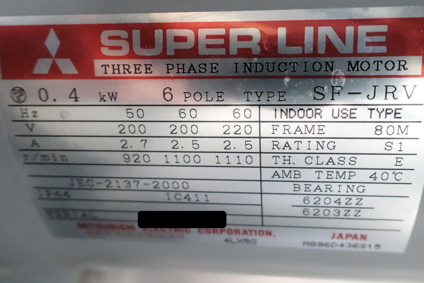 SUPER LINE
THREE PHASE INDUCTION MOTOR
0.4 kW 6 POLE TYPE SF-JRV
Hz 50 60 60 INDOOR USE TYPE
V 200 200 220 FRAME 80M
A 2.7 2.5 2.5 RATING S1
r/min 920 1100 1110 TH. CLASS E
AMB TEMP 40℃
JEC-2137-2000 BEARING
IP44 IC411 6204ZZ
SERIAL 6203ZZ
MITSUBISHI ELECTRIC CORPORATION, JAPAN
4LX50